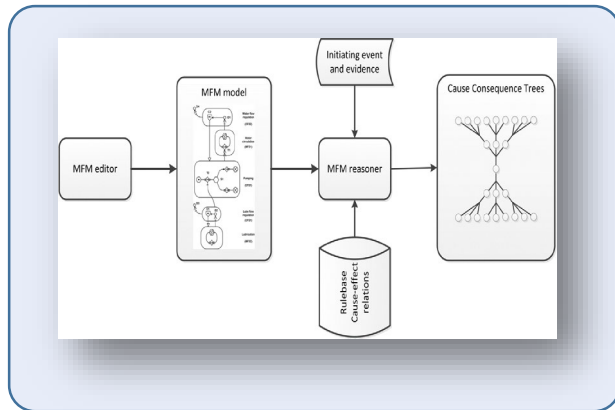 Initiating event
and evidence
MFM model
Cause Consequence Trees
MFM editor
MFM reasoner
Rulebase
Cause-effect
relations